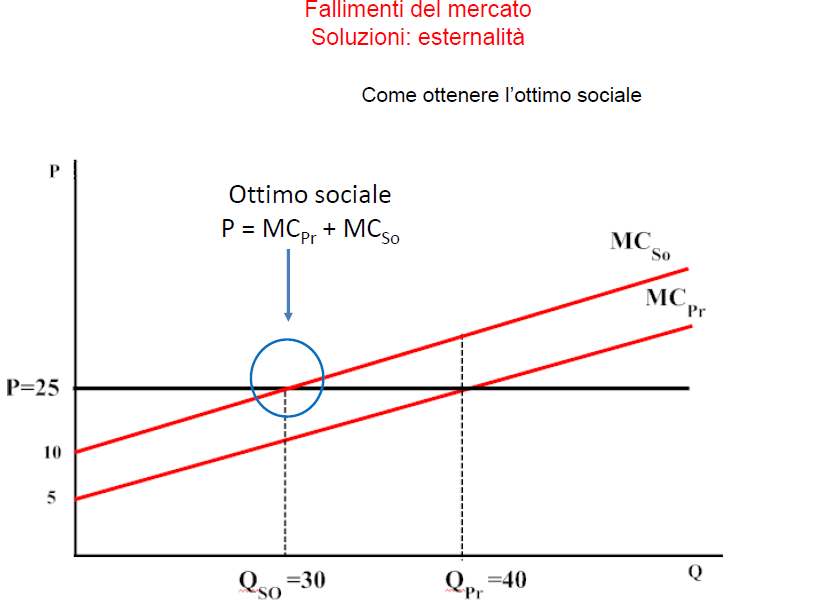 Fallimenti del mercato
Soluzioni: esternalità
Come ottenere l'ottimo sociale
P
Ottimo sociale
P = MCPr + MCSo
MCSo
MCPr
P=25
10
5
QSO =30
QPr =40
Q